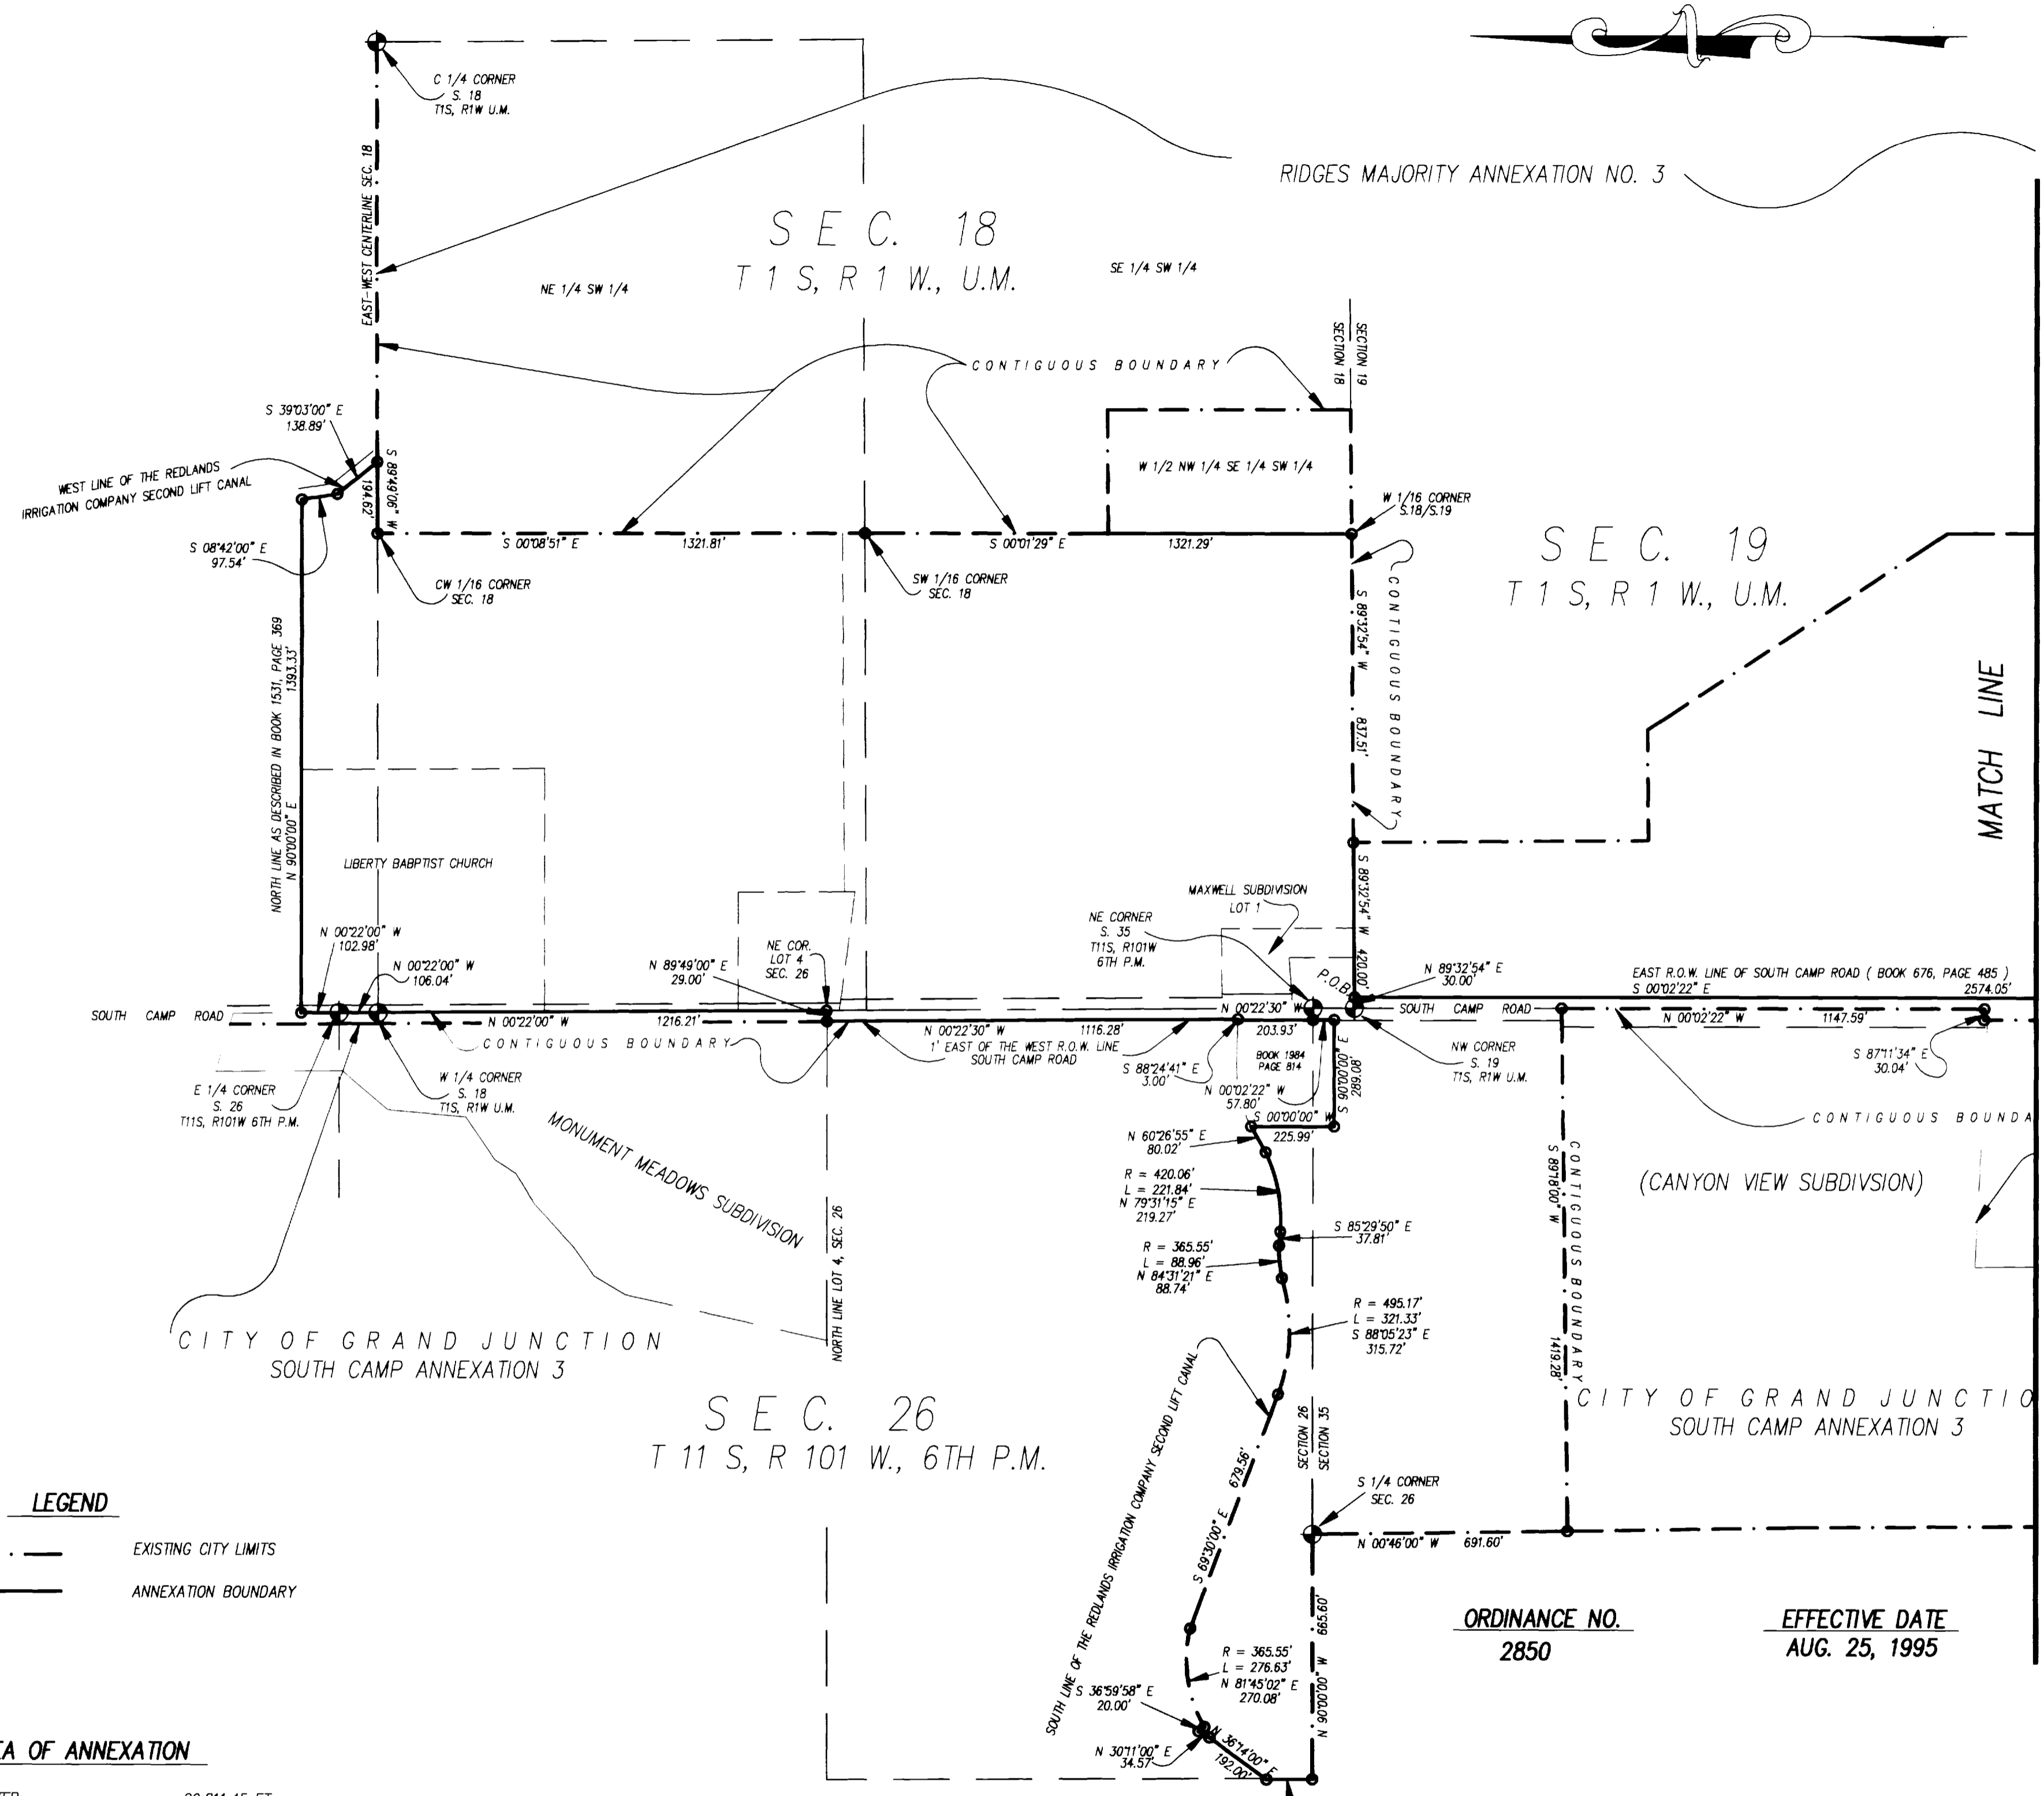 C 1/4 CORNER
S. 18
T1S, R1W U.M.
RIDGES MAJORITY ANNEXATION NO. 3
EAST-WEST CENTERLINE SEC. 18
SEC. 18
T 1 S, R 1 W., U.M.
NE 1/4 SW 1/4
SE 1/4 SW 1/4
SECTION 18
SECTION 19
CONTIGUOUS BOUNDARY
S 39°03'00" E
138.89'
WEST LINE OF THE REDLANDS
IRRIGATION COMPANY SECOND LIFT CANAL
S 89°49'06" W
194.62'
W 1/2 NW 1/4 SE 1/4 SW 1/4
W 1/16 CORNER
S.18/S.19
S 08°42'00" E
97.54'
S 00°08'51" E
1321.81'
S 00°01'29" E
1321.29'
CW 1/16 CORNER
SEC. 18
SW 1/16 CORNER
SEC. 18
SEC. 19
T 1 S, R 1 W., U.M.
S 89°32'54" W
837.51'
CONTIGUOUS BOUNDARY
NORTH LINE AS DESCRIBED IN BOOK 1531, PAGE 369
N 90°00'00" E
1393.33'
MATCH LINE
LIBERTY BABPTIST CHURCH
MAXWELL SUBDIVISION
LOT 1
NE CORNER
S. 35
T11S, R101W
6TH P.M.
S 89°32'54" W
420.00'
P.O.B.
N 00°22'00" W
102.98'
N 00°22'00" W
106.04'
N 89°49'00" E
29.00'
NE COR.
LOT 4
SEC. 26
N 89°32'54" E
30.00'
EAST R.O.W. LINE OF SOUTH CAMP ROAD ( BOOK 676, PAGE 485 )
S 00°02'22" E
2574.05'
SOUTH CAMP ROAD
N 00°22'00" W
1216.21'
N 00°22'30" W
1116.28'
1' EAST OF THE WEST R.O.W. LINE
SOUTH CAMP ROAD
N 00°22'30" W
203.93'
SOUTH CAMP ROAD
N 00°02'22" W
1147.59'
CONTIGUOUS BOUNDARY
BOOK 1984
PAGE 814
S 88°24'41" E
3.00'
N 00°02'22" W
57.80'
S 90°00'00" E
289.08'
NW CORNER
S. 19
T1S, R1W U.M.
S 87°11'34" E
30.04'
E 1/4 CORNER
S. 26
T11S, R101W 6TH P.M.
W 1/4 CORNER
S. 18
T1S, R1W U.M.
MONUMENT MEADOWS SUBDIVISION
S 00°00'00" W
225.99'
N 60°26'55" E
80.02'
R = 420.06'
L = 221.84'
N 79°31'15" E
219.27'
S 85°29'50" E
37.81'
R = 365.55'
L = 88.96'
N 84°31'21" E
88.74'
R = 495.17'
L = 321.33'
S 88°05'23" E
315.72'
CONTIGUOUS BOUNDA
(CANYON VIEW SUBDIVSION)
S 89°18'00" W
1419.28'
CONTIGUOUS BOUNDARY
NORTH LINE LOT 4, SEC. 26
CITY OF GRAND JUNCTION
SOUTH CAMP ANNEXATION 3
CITY OF GRAND JUNCTIO
SOUTH CAMP ANNEXATION 3
SEC. 26
T 11 S, R 101 W., 6TH P.M.
SOUTH LINE OF THE REDLANDS IRRIGATION COMPANY SECOND LIFT CANAL
S 69°30'00" E 679.56'
SECTION 26
SECTION 35
S 1/4 CORNER
SEC. 26
N 00°46'00" W 691.60'
LEGEND
EXISTING CITY LIMITS
ANNEXATION BOUNDARY
N 90°00'00" W 665.60'
ORDINANCE NO.
2850
EFFECTIVE DATE
AUG. 25, 1995
R = 365.55'
L = 276.63'
N 81°45'02" E
270.08'
S 36°59'58" E
20.00'
N 30°11'00" E
34.57'
N 36°14'00" E
192.00'
A OF ANNEXATION